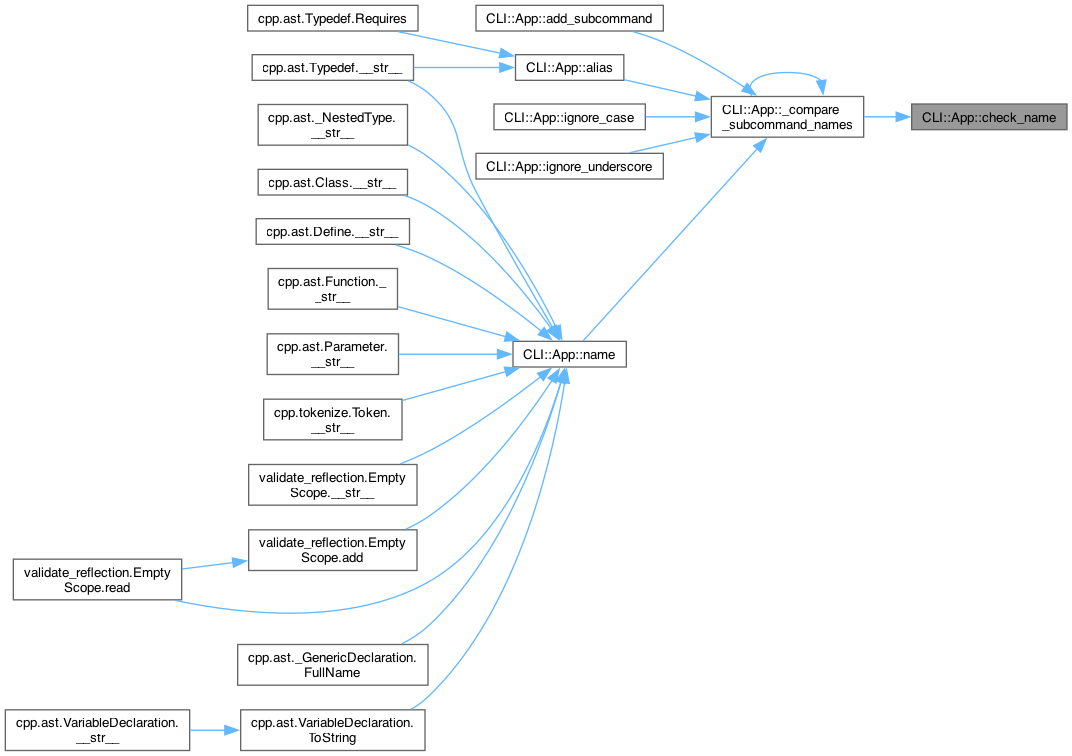 cpp.ast.Typedef.Requires
CLI::App::add_subcommand
cpp.ast.Typedef.__str__
CLI::App::alias
CLI::App::_compare
_subcommand_names
CLI::App::check_name
cpp.ast._NestedType.
__str__
CLI::App::ignore_case
CLI::App::ignore_underscore
cpp.ast.Class.__str__
cpp.ast.Define.__str__
cpp.ast.Function._
_str__
cpp.ast.Parameter.
__str__
CLI::App::name
cpp.tokenize.Token.
__str__
validate_reflection.Empty
Scope.__str__
validate_reflection.Empty
Scope.add
validate_reflection.Empty
Scope.read
cpp.ast._GenericDeclaration.
FullName
cpp.ast.VariableDeclaration.
__str__
cpp.ast.VariableDeclaration.
ToString